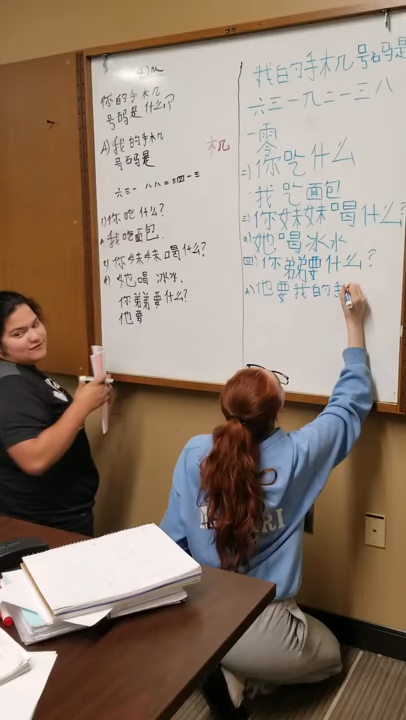 你的手机
号码是什么?
A) 我的手机
号码是
六三一 八八二三四一三
1) 你吃什么?
A. 我吃面包.
2) 你妹妹喝什么?
A) 她喝冰水.
你弟弟要什么?
他要
机
我的手机号码是
六三一九二一三八
一零
二) 你吃什么
我吃面包
三) 你妹妹喝什么?
A) 她喝冰水
四) 你弟弟要什么?
A) 他要我的